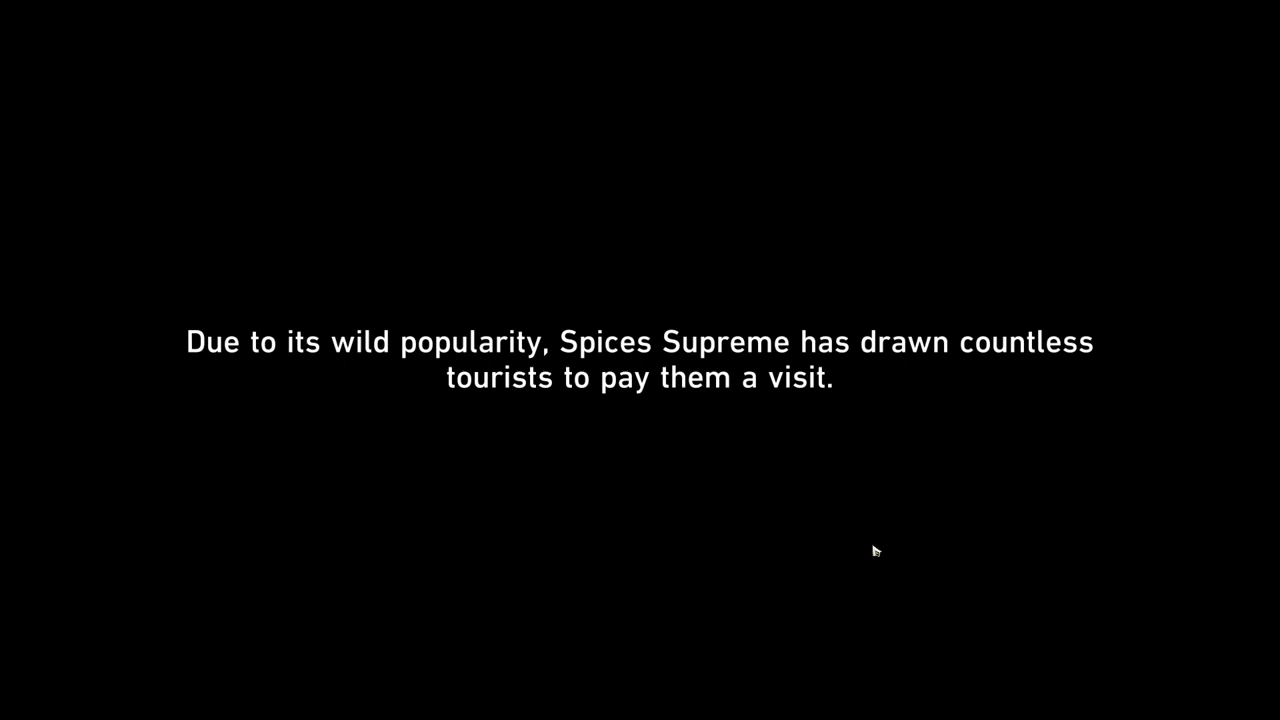 Due to its wild popularity, Spices Supreme has drawn countless
tourists to pay them a visit.